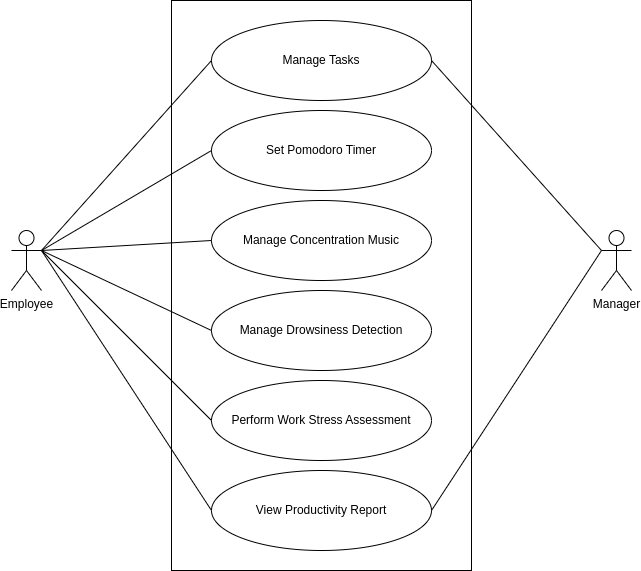 Manage Tasks
Set Pomodoro Timer
Manage Concentration Music
Employee
Manager
Manage Drowsiness Detection
Perform Work Stress Assessment
View Productivity Report